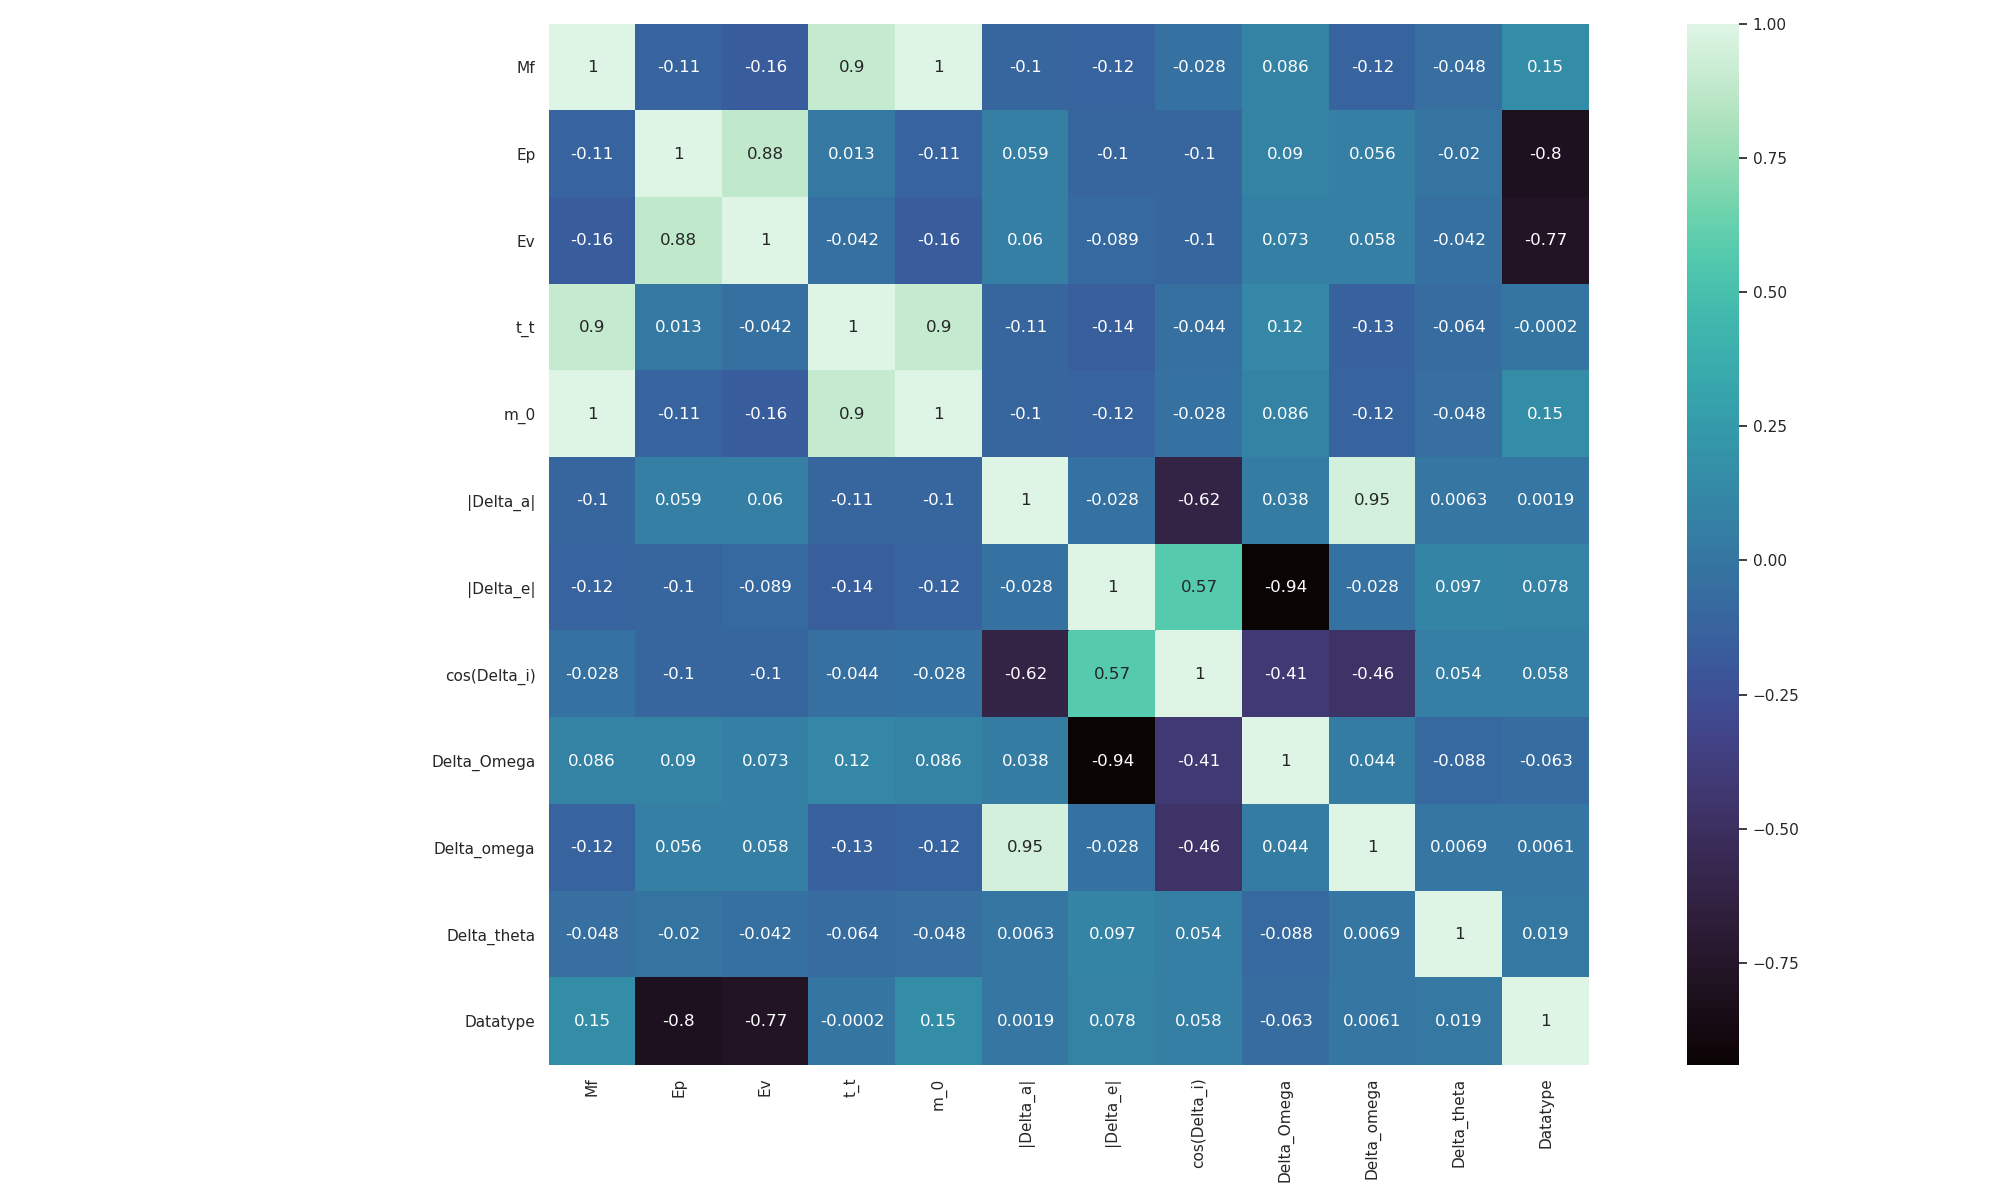 Mf 1 -0.11 -0.16 0.9 1 -0.1 -0.12 -0.028 0.086 -0.12 -0.048 0.15
Ep -0.11 1 0.88 0.013 -0.11 0.059 -0.1 -0.1 0.09 0.056 -0.02 -0.8
Ev -0.16 0.88 1 -0.042 -0.16 0.06 -0.089 -0.1 0.073 0.058 -0.042 -0.77
t_t 0.9 0.013 -0.042 1 0.9 -0.11 -0.14 -0.044 0.12 -0.13 -0.064 -0.0002
m_0 1 -0.11 -0.16 0.9 1 -0.1 -0.12 -0.028 0.086 -0.12 -0.048 0.15
|Delta_a| -0.1 0.059 0.06 -0.11 -0.1 1 -0.028 -0.62 0.038 0.95 0.0063 0.0019
|Delta_e| -0.12 -0.1 -0.089 -0.14 -0.12 -0.028 1 0.57 -0.94 -0.028 0.097 0.078
cos(Delta_i) -0.028 -0.1 -0.1 -0.044 -0.028 -0.62 0.57 1 -0.41 -0.46 0.054 0.058
Delta_Omega 0.086 0.09 0.073 0.12 0.086 0.038 -0.94 -0.41 1 0.044 -0.088 -0.063
Delta_omega -0.12 0.056 0.058 -0.13 -0.12 0.95 -0.028 -0.46 0.044 1 0.0069 0.0061
Delta_theta -0.048 -0.02 -0.042 -0.064 -0.048 0.0063 0.097 0.054 -0.088 0.0069 1 0.019
Datatype 0.15 -0.8 -0.77 -0.0002 0.15 0.0019 0.078 0.058 -0.063 0.0061 0.019 1
Mf Ep Ev t_t m_0 |Delta_a| |Delta_e| cos(Delta_i) Delta_Omega Delta_omega Delta_theta Datatype
1.00
0.75
0.50
0.25
0.00
−0.25
−0.50
−0.75